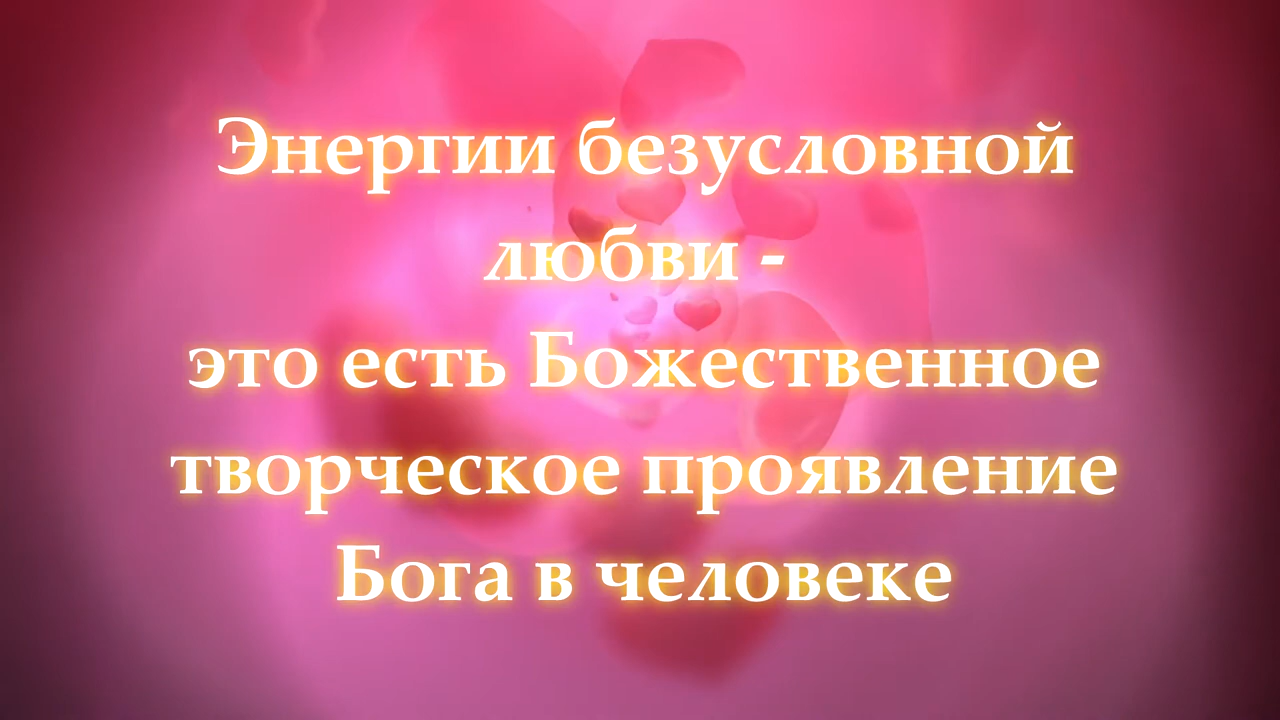 Энергии безусловной
любви -
это есть Божественное
творческое проявление
Бога в человеке